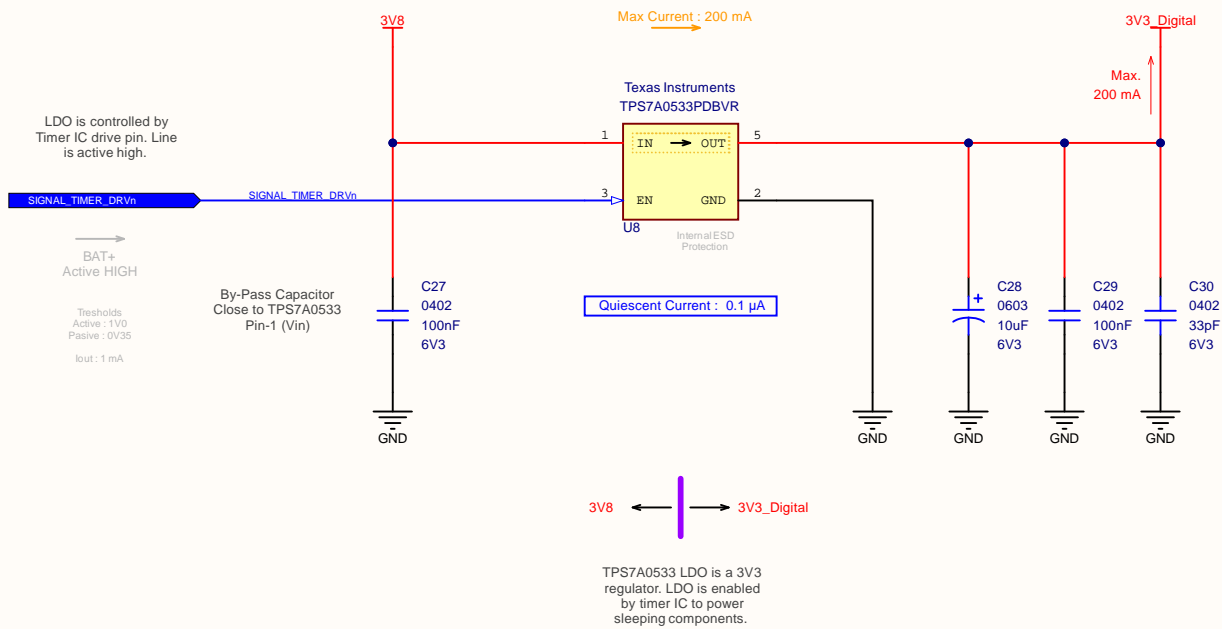 3V8
Max Current : 200 mA
3V3_Digital
Max.
200 mA
Texas Instruments
TPS7A0533PDBVR
LDO is controlled by
Timer IC drive pin. Line
is active high.
1
IN
OUT
5
SIGNAL_TIMER_DRVn
SIGNAL_TIMER_DRVn
3
EN
GND
2
U8
Internal ESD
Protection
BAT+
Active HIGH
Tresholds
Active : 1V0
Pasive : 0V35
Iout : 1 mA
By-Pass Capacitor
Close to TPS7A0533
Pin-1 (Vin)
C27
0402
100nF
6V3
Quiescent Current : 0.1 µA
+
C28
0603
10uF
6V3
C29
0402
100nF
6V3
C30
0402
33pF
6V3
GND
GND
GND
GND
GND
3V8
3V3_Digital
TPS7A0533 LDO is a 3V3
regulator. LDO is enabled
by timer IC to power
sleeping components.